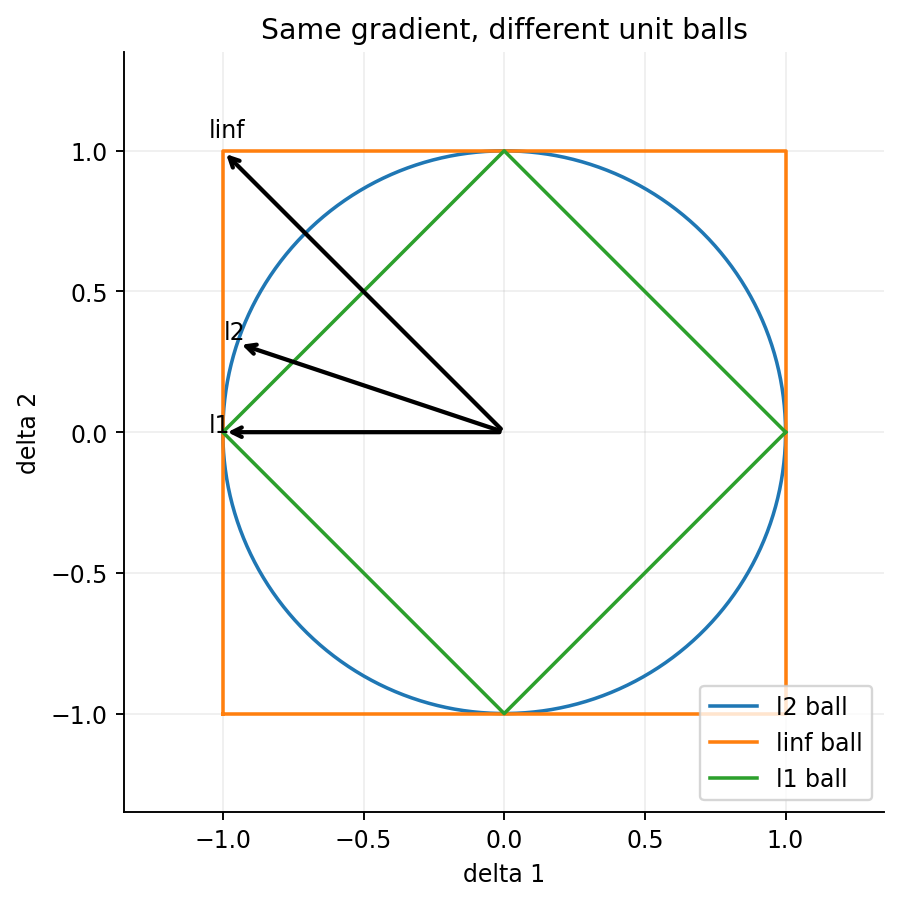 Same gradient, different unit balls
linf
l2
l1
1.0
0.5
0.0
−0.5
−1.0
delta 2
−1.0
−0.5
0.0
0.5
1.0
delta 1
l2 ball
linf ball
l1 ball